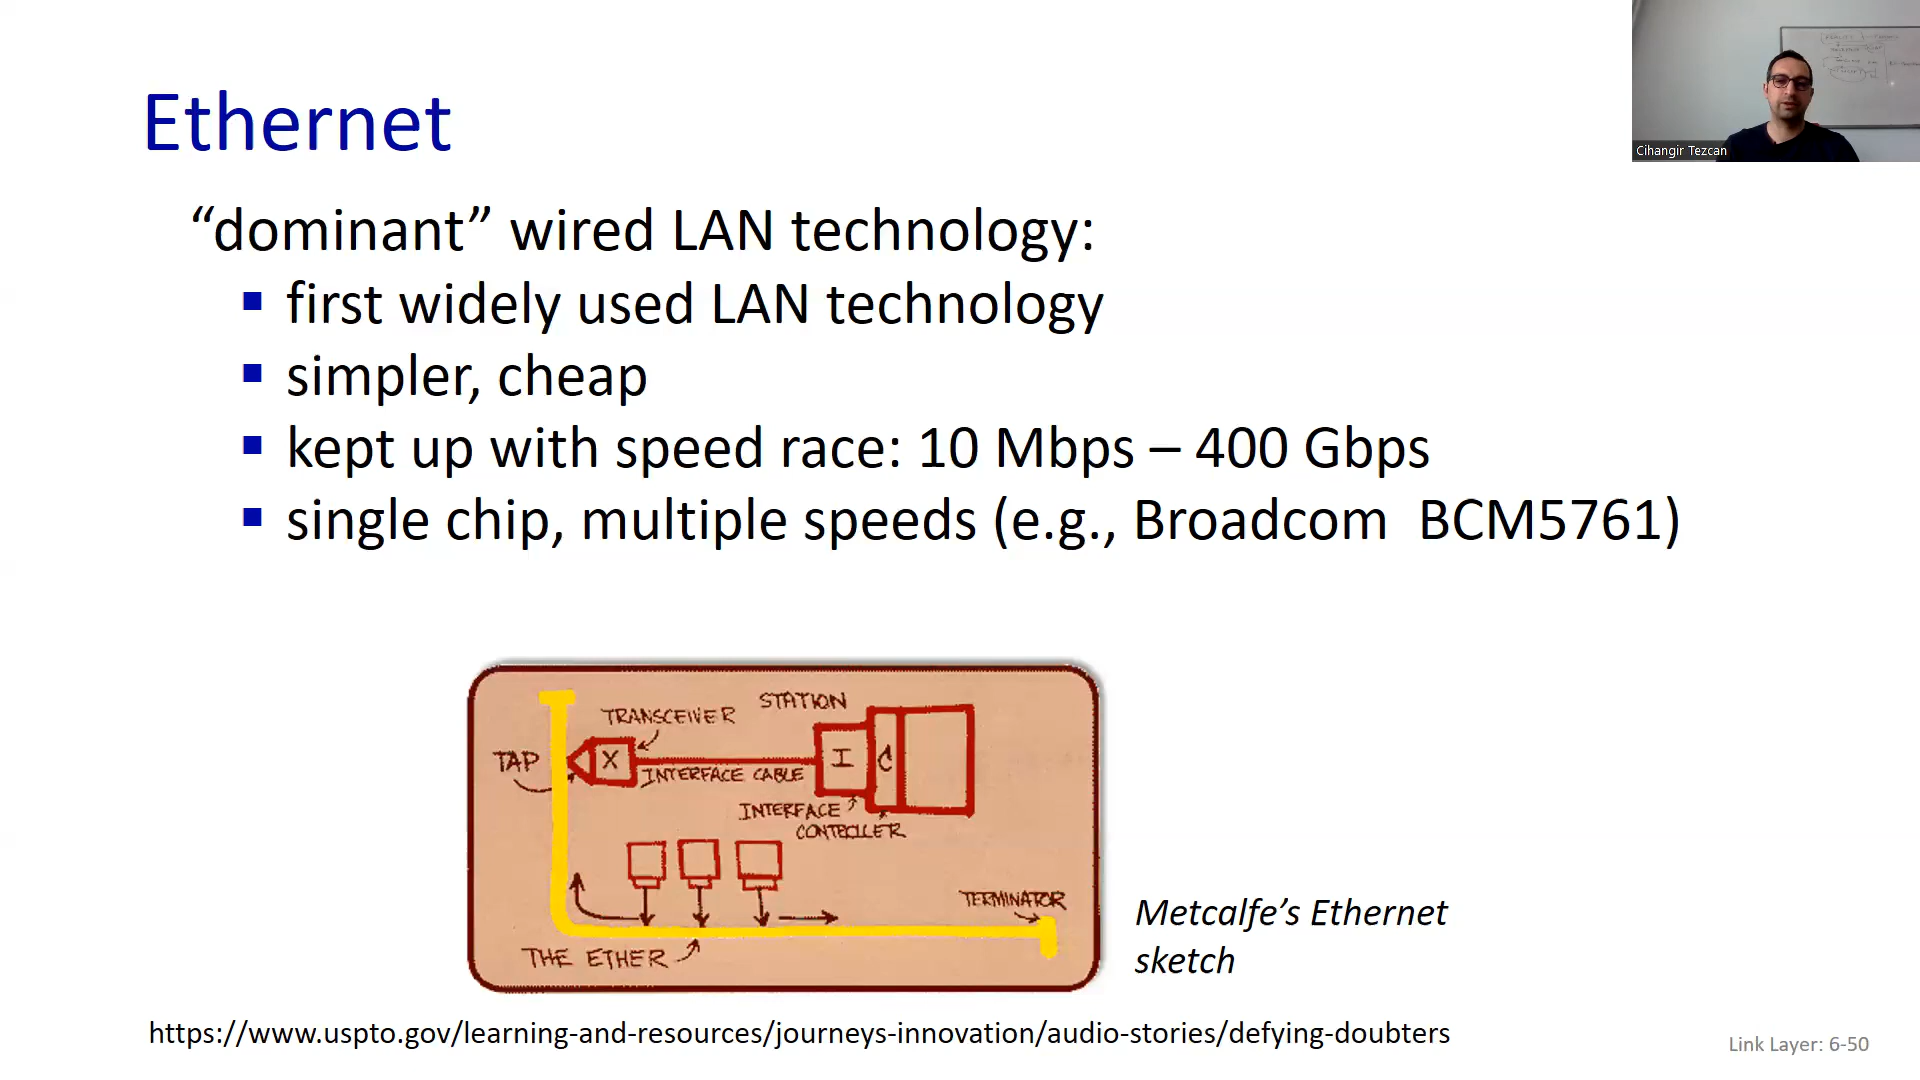 Ethernet
Cihangir Tezcan
“dominant” wired LAN technology:
first widely used LAN technology
simpler, cheap
kept up with speed race: 10 Mbps – 400 Gbps
single chip, multiple speeds (e.g., Broadcom BCM5761)
STATION
TRANSCEIVER
TAP
X
I
C
INTERFACE CABLE
INTERFACE
CONTROLLER
TERMINATOR
THE ETHER
Metcalfe’s Ethernet
sketch
https://www.uspto.gov/learning-and-resources/journeys-innovation/audio-stories/defying-doubters
Link Layer: 6-50